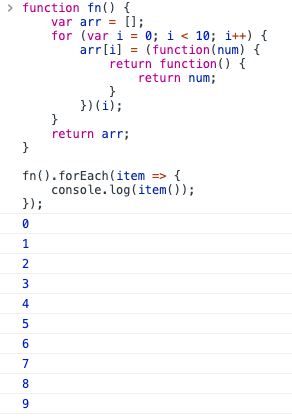 > function fn() {
    var arr = [];
    for (var i = 0; i < 10; i++) {
        arr[i] = (function(num) {
            return function() {
                return num;
            }
        })(i);
    }
    return arr;
}

fn().forEach(item => {
    console.log(item());
});
0
1
2
3
4
5
6
7
8
9